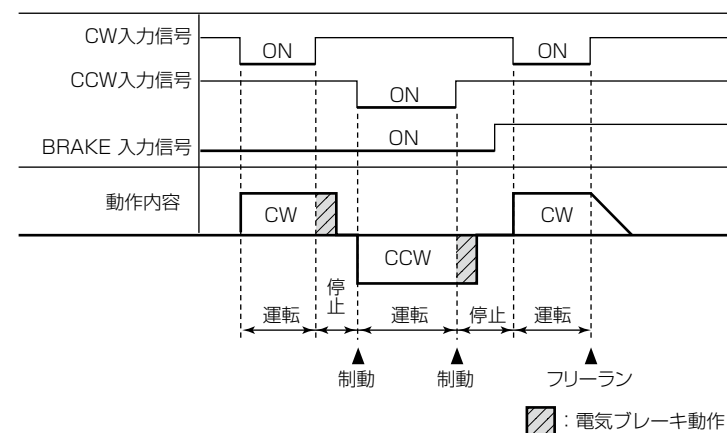 CW入力信号
ON
ON
CCW入力信号
ON
BRAKE 入力信号
ON
動作内容
CW
CCW
CW
運転
停止
運転
停止
運転
制動
制動
フリーラン
：電気ブレーキ動作